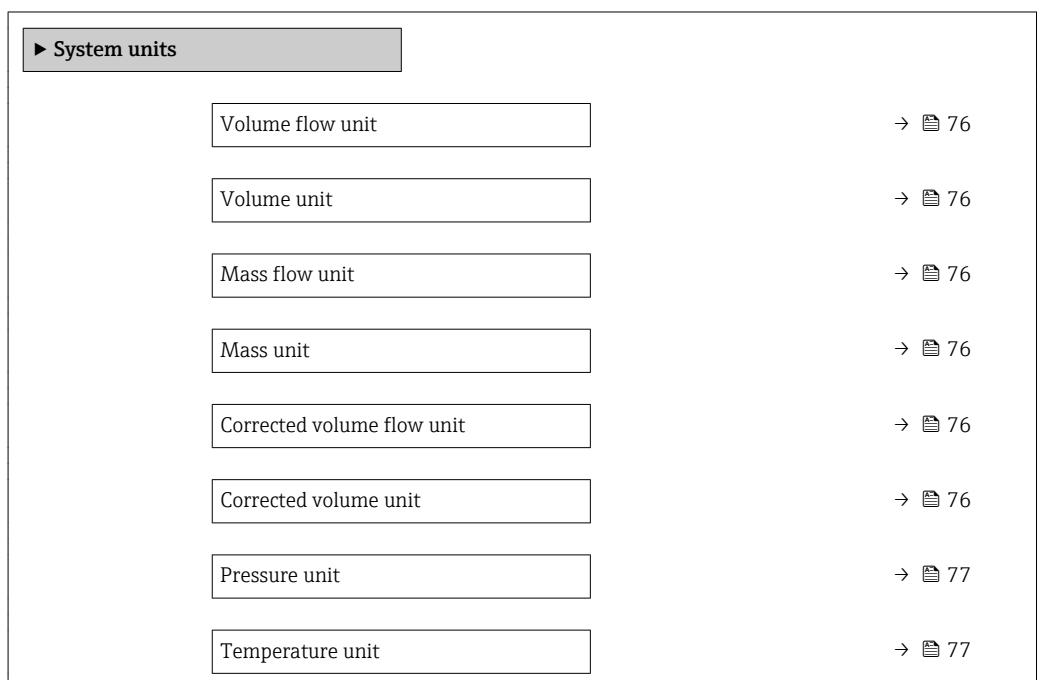 ▶ System units
Volume flow unit → 76
Volume unit → 76
Mass flow unit → 76
Mass unit → 76
Corrected volume flow unit → 76
Corrected volume unit → 76
Pressure unit → 77
Temperature unit → 77